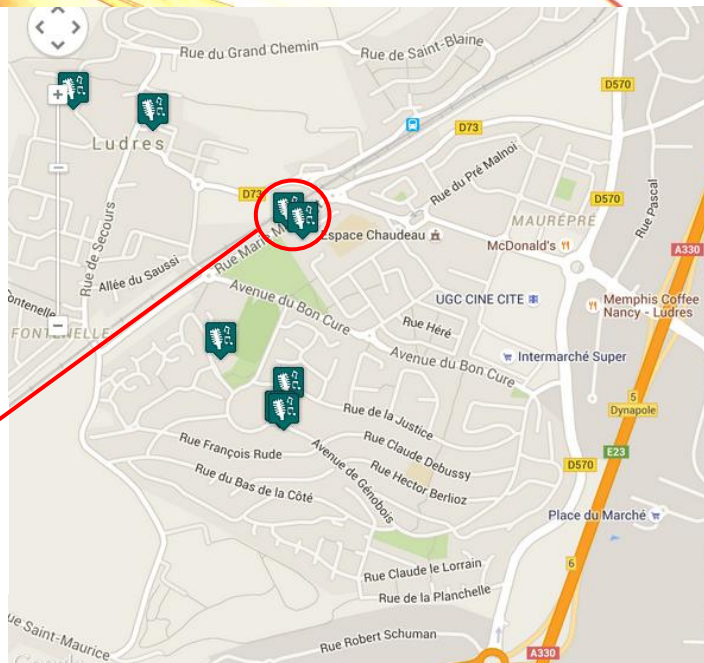 Rue du Grand Chemin
Rue de Saint-Blaine
D570
Ludres
D73
D73
Rue du Pré Malnoi
D570
MAURÉPRÉ
Rue Pascal
Rue de Secours
Rue Marie M
Espace Chaudeau
McDonald's
A330
Allée du Saussi
Fontenelle
FONTENELLE
Avenue du Bon Cure
UGC CINE CITE
Memphis Coffee
Nancy - Ludres
Rue Héré
Avenue du Bon Cure
Intermarché Super
5
Dynapole
Rue de la Justice
Rue François Rude
Rue Claude Debussy
E23
Rue du Bas de la Côté
Avenue de Génobois
Rue Hector Berlioz
D570
Place du Marché
6
Rue Claude le Lorrain
Rue de la Planchelle
ue Saint-Maurice
Rue Robert Schuman
A330